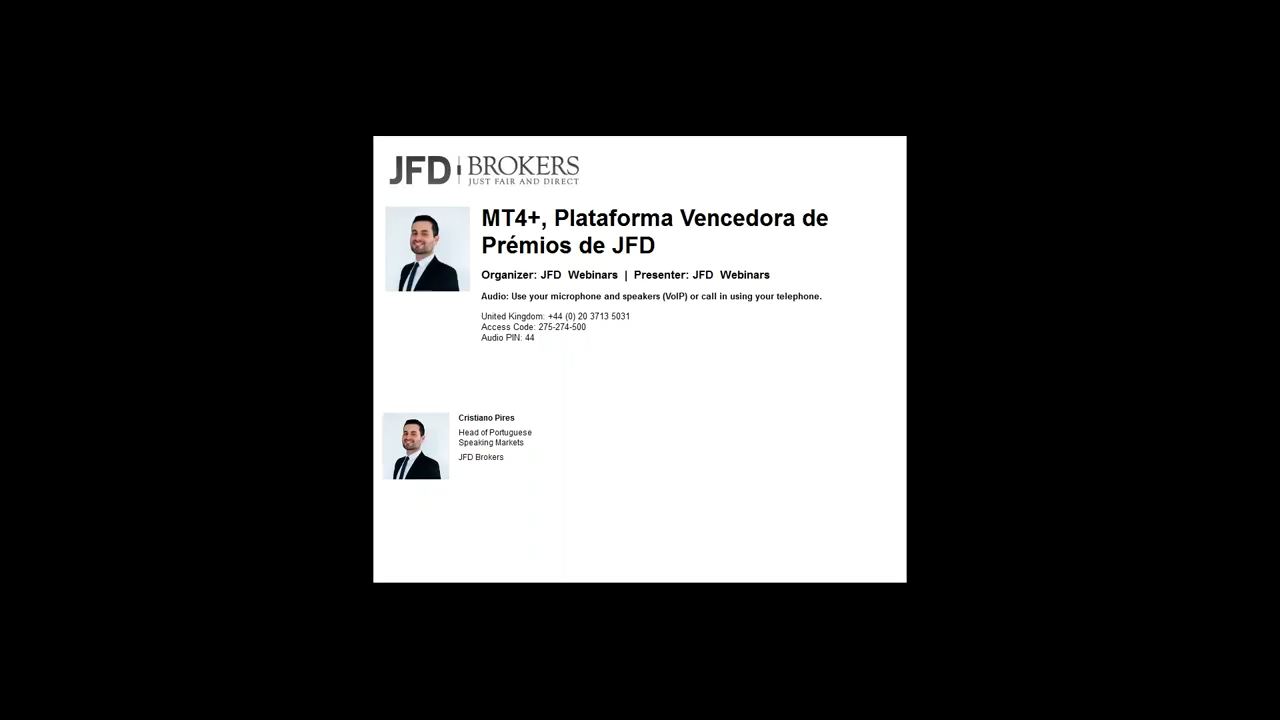 JFD BROKERS
JUST FAIR AND DIRECT
MT4+, Plataforma Vencedora de
Prémios de JFD
Organizer: JFD Webinars | Presenter: JFD Webinars
Audio: Use your microphone and speakers (VoIP) or call in using your telephone.
United Kingdom: +44 (0) 20 3713 5031
Access Code: 275-274-500
Audio PIN: 44
Cristiano Pires
Head of Portuguese
Speaking Markets
JFD Brokers